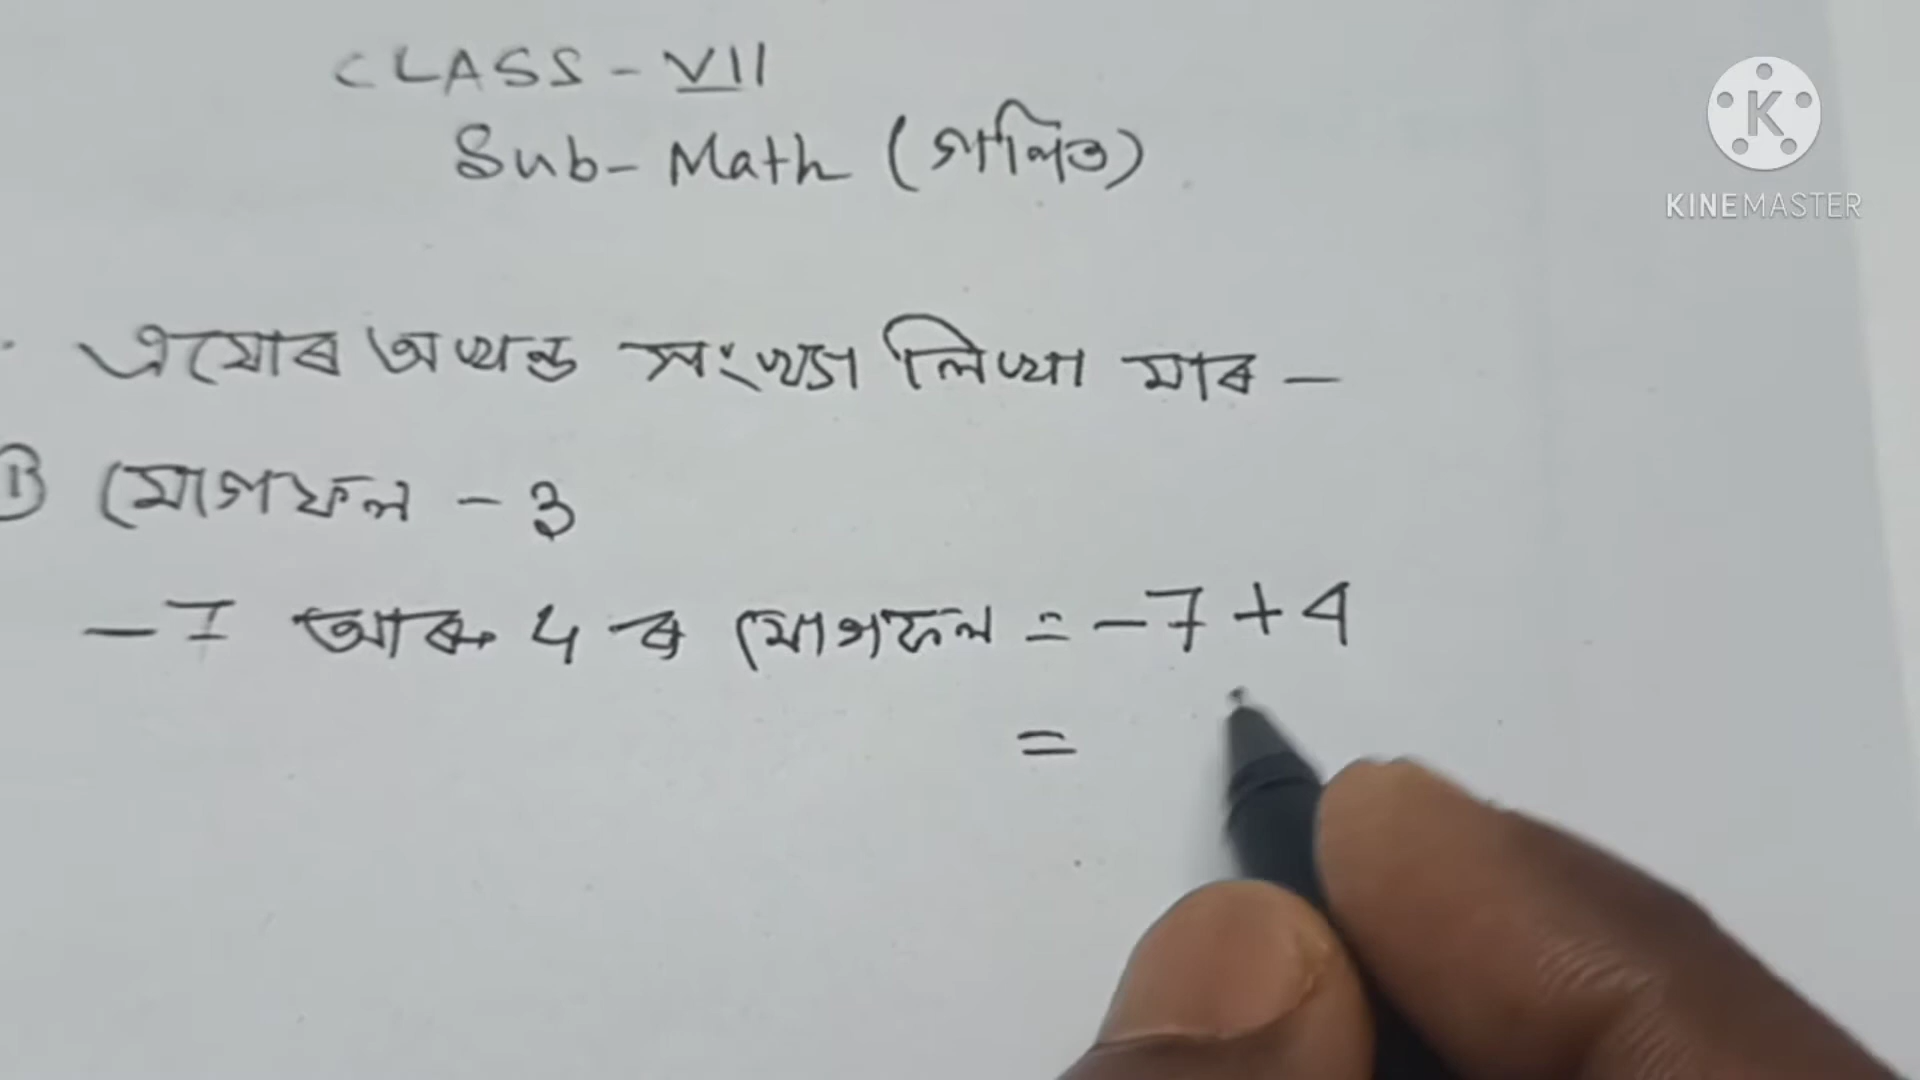 CLASS - VII
Sub - Math (গণিত)
K
KINEMASTER
এযোৰ অখণ্ড সংখ্যা লিখা যাৰ –
① যোগফল - 3
-7 আৰু 4 ৰ যোগফল = -7 + 4
=